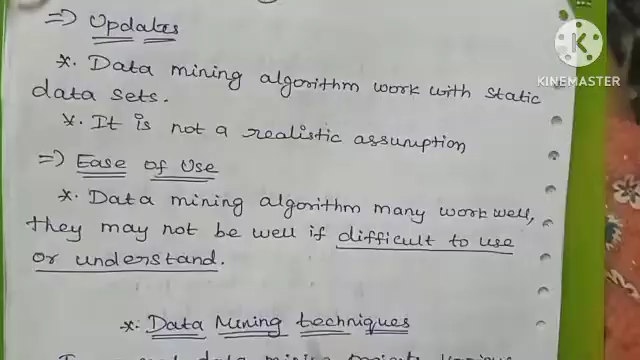 => Updates
*. Data mining algorithm work with static
data sets.
*. It is not a realistic assumption
=> Ease of Use
*. Data mining algorithm many work well,
they may not be well if difficult to use
or understand.
*: Data Mining techniques
data mining
KINEMASTER